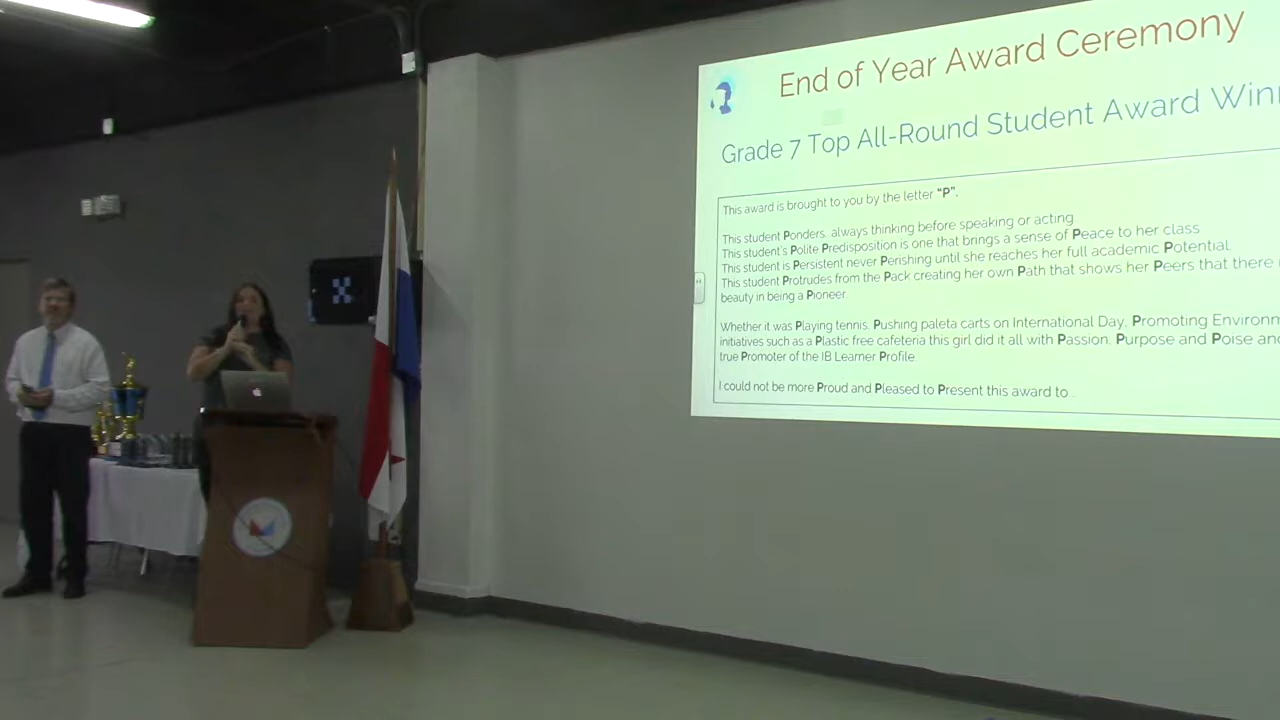 End of Year Award Ceremony
Grade 7 Top All-Round Student Award
This award is brought to you by the letter “P”.
This student Ponders, always thinking before speaking or acting
This student's Polite Predisposition is one that brings a sense of Peace to her class
This student is Persistent never Perishing until she reaches her full academic Potential
This student Protrudes from the Pack creating her own Path that shows her Peers that there
beauty in being a Pioneer.
Whether it was Playing tennis, Pushing paleta carts on International Day, Promoting
initiatives such as a Plastic free cafeteria this girl did it all with Passion, Purpose and Poise and
true Promoter of the IB Learner Profile.
I could not be more Proud and Pleased to Present this award to...